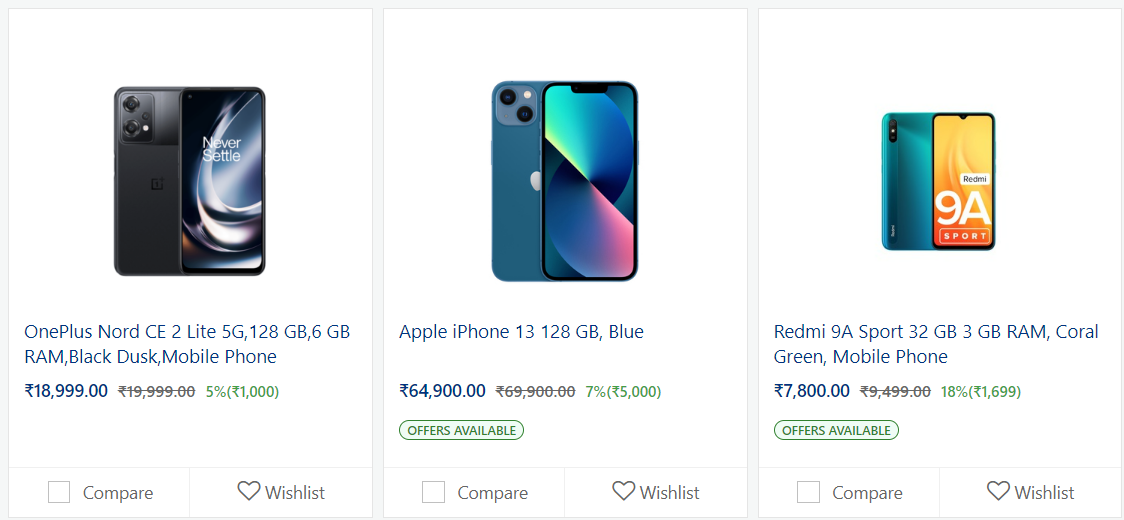 Never
Settle
Redmi
9A
SPORT
Redmi
OnePlus Nord CE 2 Lite 5G,128 GB,6 GB
RAM,Black Dusk,Mobile Phone
₹18,999.00 ₹19,999.00 5%(₹1,000)
Compare
Wishlist
Apple iPhone 13 128 GB, Blue
₹64,900.00 ₹69,900.00 7%(₹5,000)
OFFERS AVAILABLE
Compare
Wishlist
Redmi 9A Sport 32 GB 3 GB RAM, Coral
Green, Mobile Phone
₹7,800.00 ₹9,499.00 18%(₹1,699)
OFFERS AVAILABLE
Compare
Wishlist